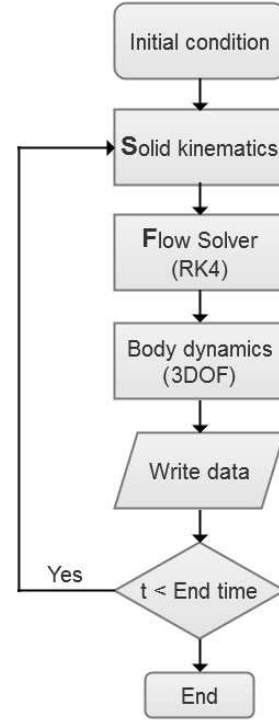 Initial condition
Solid kinematics
Flow Solver
(RK4)
Body dynamics
(3DOF)
Write data
Yes
t < End time
End